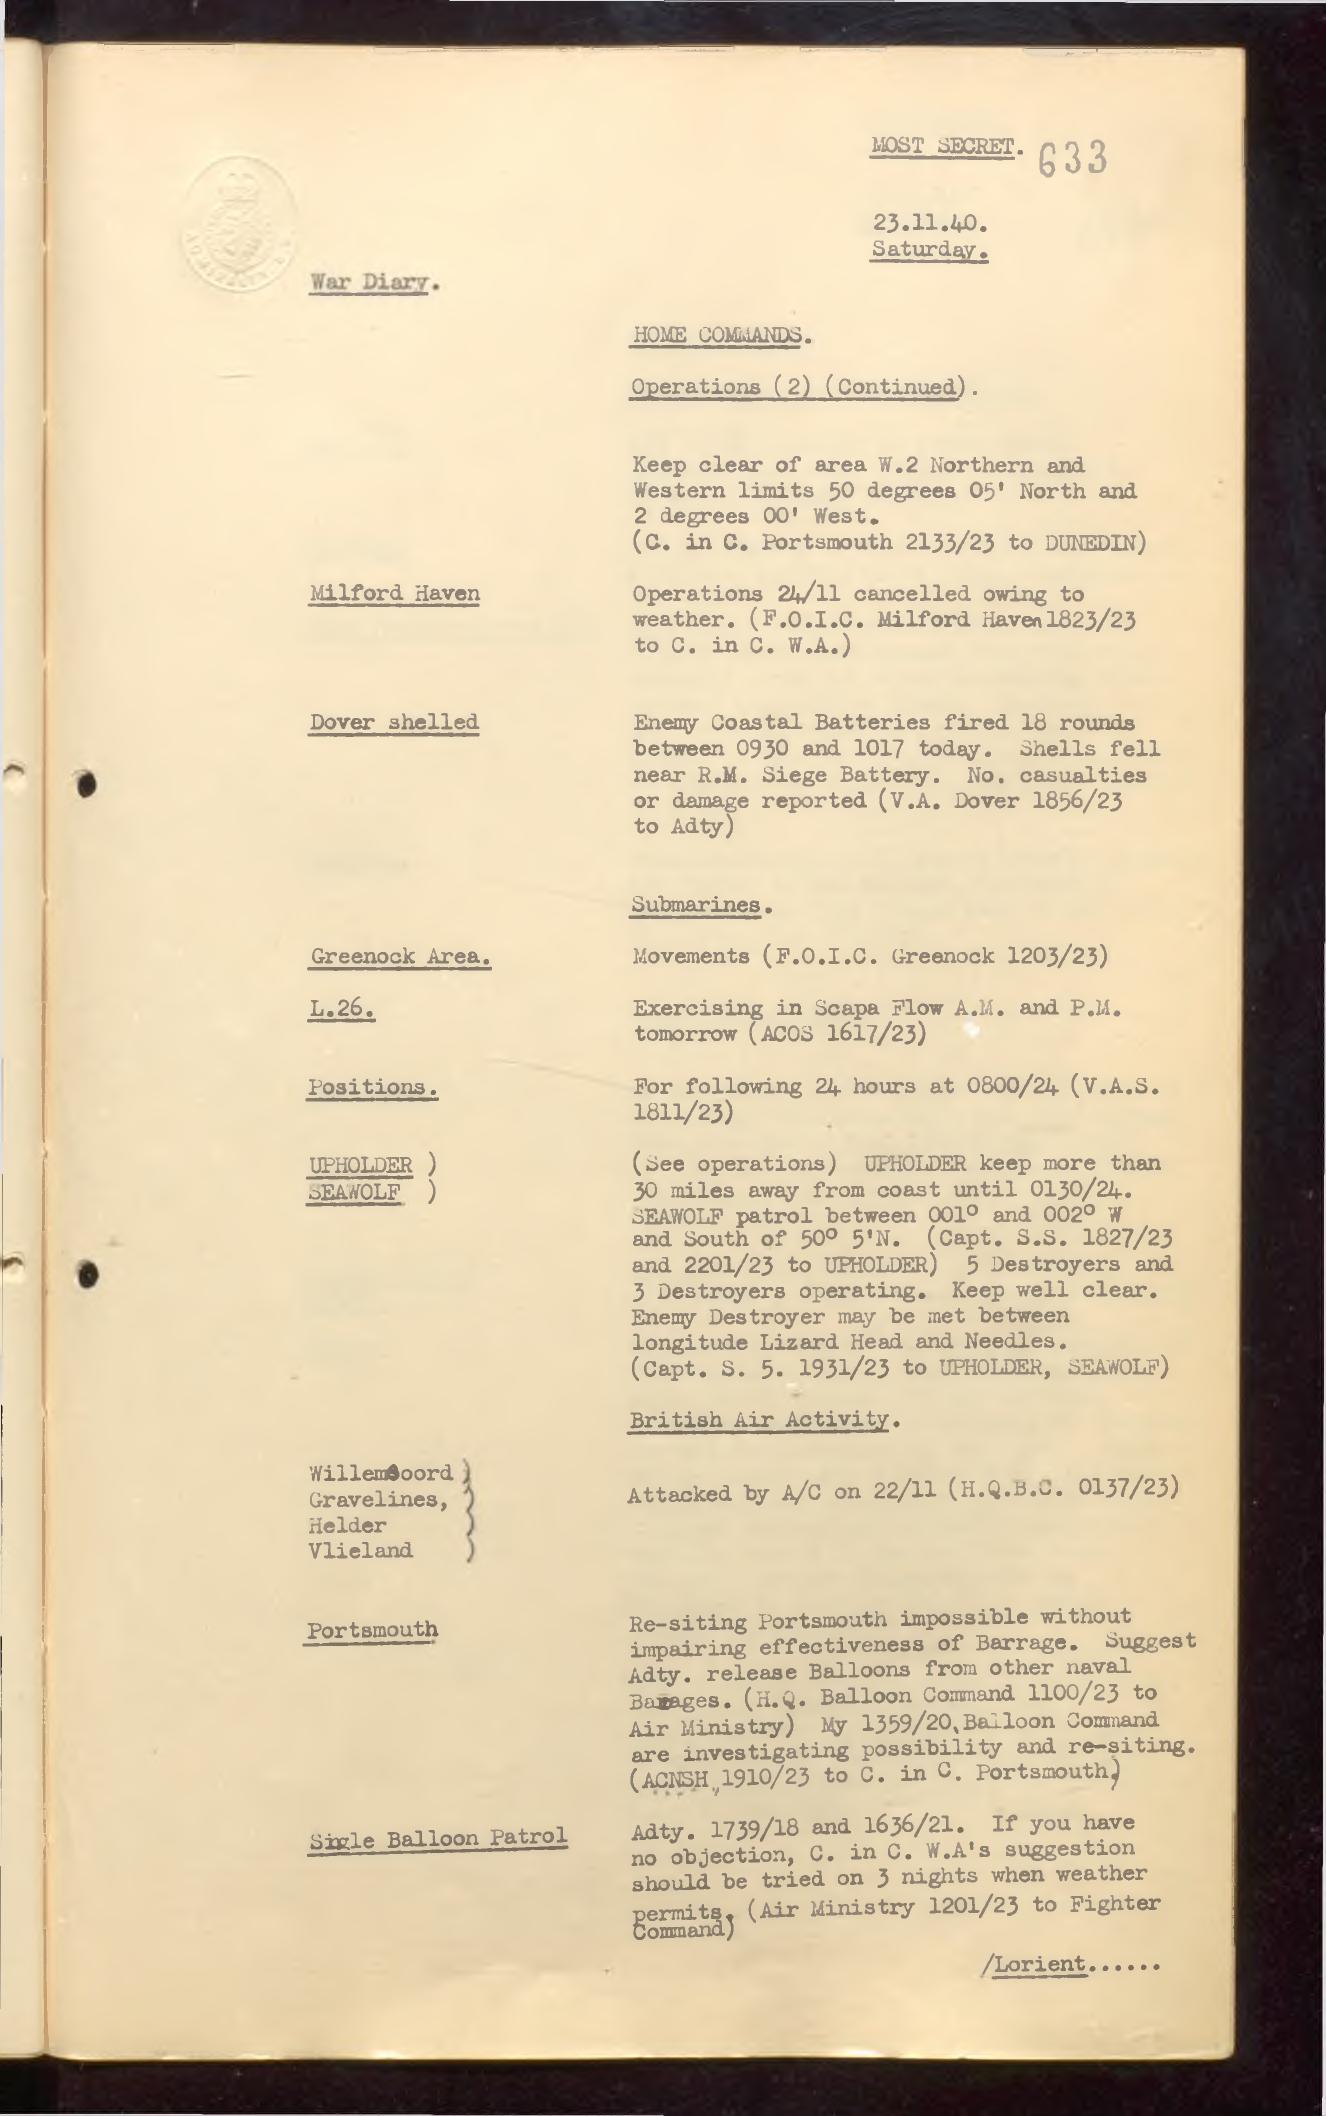 MOST SECRET. 633
23.11.40.
Saturday.
War Diary.
HOME COMMANDS.
Operations (2) (Continued).
Keep clear of area W.2 Northern and
Western limits 50 degrees 05' North and
2 degrees 00' West.
(C. in C. Portsmouth 2133/23 to DUNEDIN)
Milford Haven
Operations 24/11 cancelled owing to
weather. (F.O.I.C. Milford Haven 1823/23
to C. in C. W.A.)
Dover shelled
Enemy Coastal Batteries fired 18 rounds
between 0930 and 1017 today. Shells fell
near R.M. Siege Battery. No. casualties
or damage reported (V.A. Dover 1856/23
to Adty)
Submarines.
Greenock Area.
Movements (F.O.I.C. Greenock 1203/23)
L.26.
Exercising in Scapa Flow A.M. and P.M.
tomorrow (ACOS 1617/23)
Positions.
For following 24 hours at 0800/24 (V.A.S.
1811/23)
UPHOLDER )
SEAWOLF )
(See operations) UPHOLDER keep more than
30 miles away from coast until 0130/24.
SEAWOLF patrol between 001° and 002° W
and South of 50° 5'N. (Capt. S.S. 1827/23
and 2201/23 to UPHOLDER) 5 Destroyers and
3 Destroyers operating. Keep well clear.
Enemy Destroyer may be met between
longitude Lizard Head and Needles.
(Capt. S. 5. 1931/23 to UPHOLDER, SEAWOLF)
British Air Activity.
Willemsoord )
Gravelines, )
Helder )
Vlieland )
Attacked by A/C on 22/11 (H.Q.B.C. 0137/23)
Portsmouth
Re-siting Portsmouth impossible without
impairing effectiveness of Barrage. Suggest
Adty. release Balloons from other naval
Barrages. (H.Q. Balloon Command 1100/23 to
Air Ministry) My 1359/20, Balloon Command
are investigating possibility and re-siting.
(ACNSH 1910/23 to C. in C. Portsmouth)
Single Balloon Patrol
Adty. 1739/18 and 1636/21. If you have
no objection, C. in C. W.A's suggestion
should be tried on 3 nights when weather
permits. (Air Ministry 1201/23 to Fighter
Command)
/Lorient......